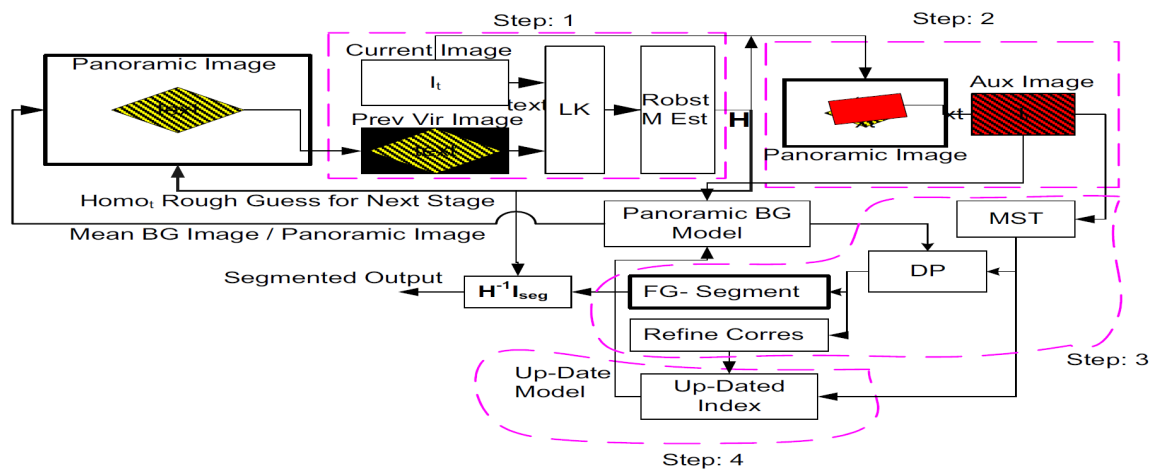 Step: 1
Step: 2
Panoramic Image
text
Current Image
Iₜ
text
Prev Vir Image
text
LK
Robst
M Est
H
Aux Image
Panoramic Image
Homoₜ Rough Guess for Next Stage
Mean BG Image / Panoramic Image
Panoramic BG
Model
MST
DP
Segmented Output
H⁻¹Iseg
FG- Segment
Refine Corres
Step: 3
Up-Date
Model
Up-Dated
Index
Step: 4